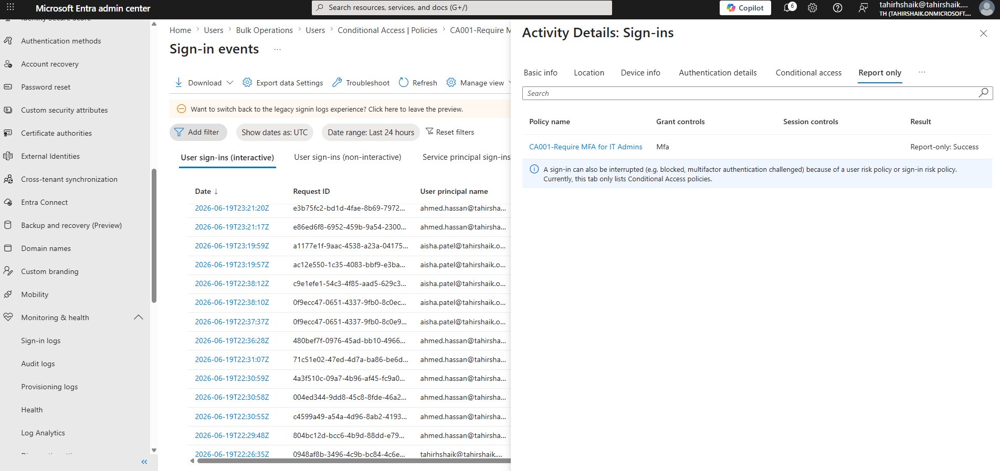 Microsoft Entra admin center
Search resources, services, and docs (G+/)
Copilot
6
tahirhshaik@tahirshaik....
TH (TAHIRSHAIK.ONMICROSOFT....
Identity Secure Score
Authentication methods
Account recovery
Password reset
Custom security attributes
Certificate authorities
External Identities
Cross-tenant synchronization
Entra Connect
Backup and recovery (Preview)
Domain names
Custom branding
Mobility
Monitoring & health
Sign-in logs
Audit logs
Provisioning logs
Health
Log Analytics
Home > Users > Bulk Operations > Users > Conditional Access | Policies > CA001-Require M
Sign-in events ...
Download Export data Settings Troubleshoot Refresh Manage view
Want to switch back to the legacy signin logs experience? Click here to leave the preview.
Add filter Show dates as: UTC Date range: Last 24 hours Reset filters
User sign-ins (interactive) User sign-ins (non-interactive) Service principal sign-ins
Date ↓ Request ID User principal name
2026-06-19T23:21:20Z e3b75fc2-bd1d-4fae-8b69-7972... ahmed.hassan@tahirsha...
2026-06-19T23:21:17Z e86ed6f8-6952-459b-9a54-2300... ahmed.hassan@tahirsha...
2026-06-19T23:19:59Z a1177e1f-9aac-4538-a23a-04175... aisha.patel@tahirshaik.o...
2026-06-19T23:19:57Z ac12e550-1c35-4083-bbf9-e3ba... aisha.patel@tahirshaik.o...
2026-06-19T22:38:12Z c9e1efe1-54c3-4f85-aad5-629c3... aisha.patel@tahirshaik.o...
2026-06-19T22:38:10Z 0f9ecc47-0651-4337-9fb0-8c0ec... aisha.patel@tahirshaik.o...
2026-06-19T22:37:37Z 0f9ecc47-0651-4337-9fb0-8c0e9... aisha.patel@tahirshaik.o...
2026-06-19T22:36:28Z 480bef7f-0976-45ad-bb10-4966... ahmed.hassan@tahirsha...
2026-06-19T22:31:07Z 71c51e02-47ed-4d7a-ba86-be6d... ahmed.hassan@tahirsha...
2026-06-19T22:30:59Z 4a3f510c-09a7-4b96-af45-fc9a0... ahmed.hassan@tahirsha...
2026-06-19T22:30:58Z 004ed344-9dd8-45c8-8fde-46a2... ahmed.hassan@tahirsha...
2026-06-19T22:30:55Z c4599a49-a54a-4d96-8ab2-4193... ahmed.hassan@tahirsha...
2026-06-19T22:29:48Z 804bc12d-bcc6-4b9d-88dd-e79... ahmed.hassan@tahirsha...
2026-06-19T22:26:35Z 0948af8b-3496-4c9b-bc84-4c6e... tahirhshaik@tahirshaik....
Activity Details: Sign-ins
Basic info Location Device info Authentication details Conditional access Report only ...
Search
Policy name Grant controls Session controls Result
CA001-Require MFA for IT Admins Mfa Report-only: Success
A sign-in can also be interrupted (e.g. blocked, multifactor authentication challenged) because of a user risk policy or sign-in risk policy.
Currently, this tab only lists Conditional Access policies.